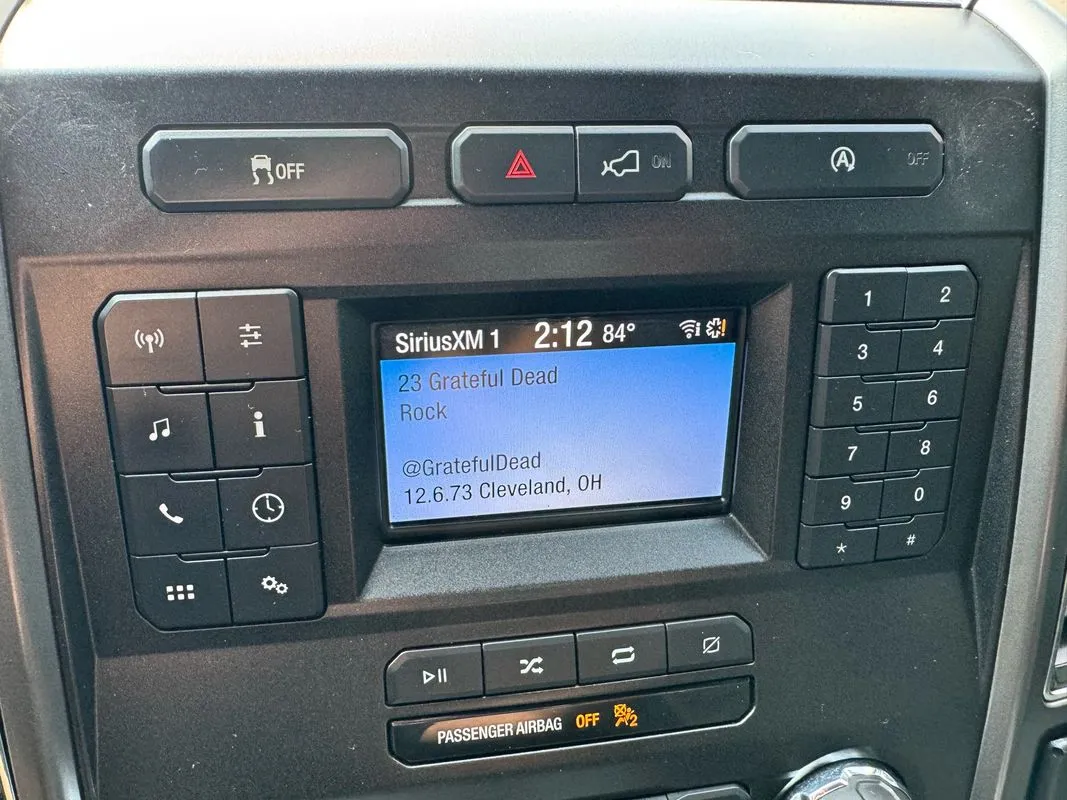 OFF
ON
A
OFF
SiriusXM 1 2:12 84°
23 Grateful Dead
Rock
@GratefulDead
12.6.73 Cleveland, OH
i
1 2
3 4
5 6
7 8
9 0
* #
PASSENGER AIRBAG OFF 2